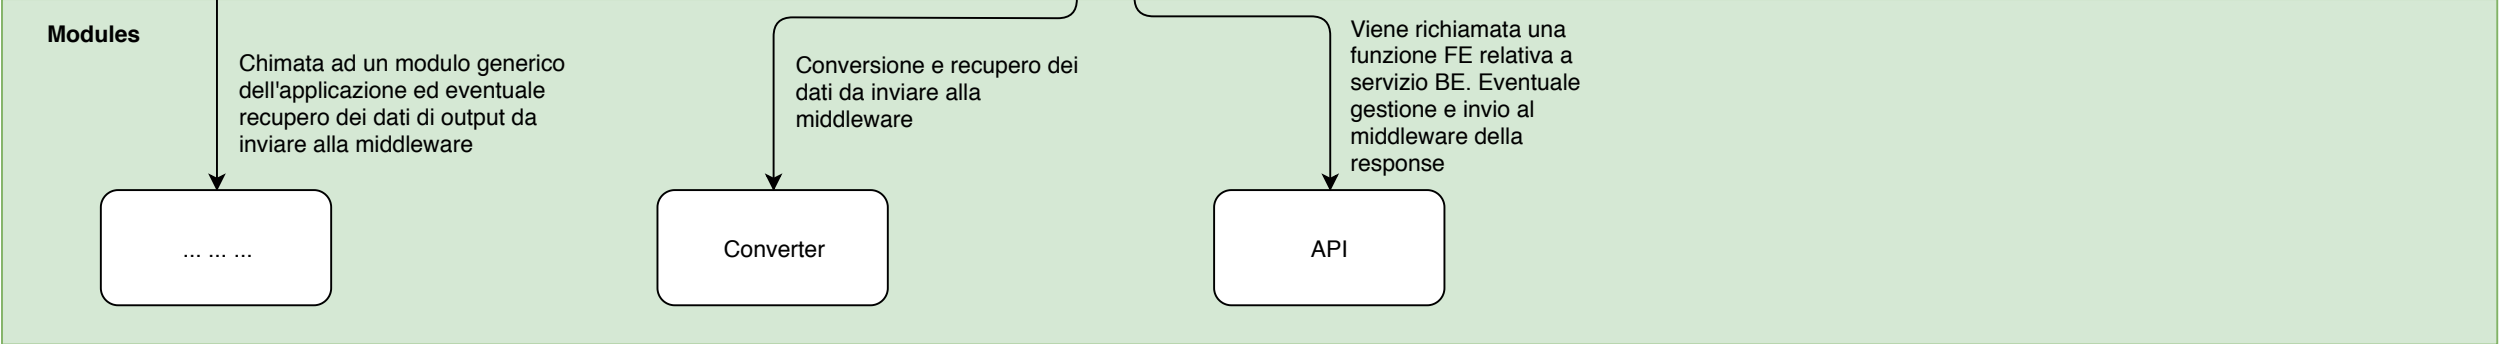 Modules
Chimata ad un modulo generico
dell'applicazione ed eventuale
recupero dei dati di output da
inviare alla middleware
Conversione e recupero dei
dati da inviare alla
middleware
Viene richiamata una
funzione FE relativa a
servizio BE. Eventuale
gestione e invio al
middleware della
response
... ... ...
Converter
API